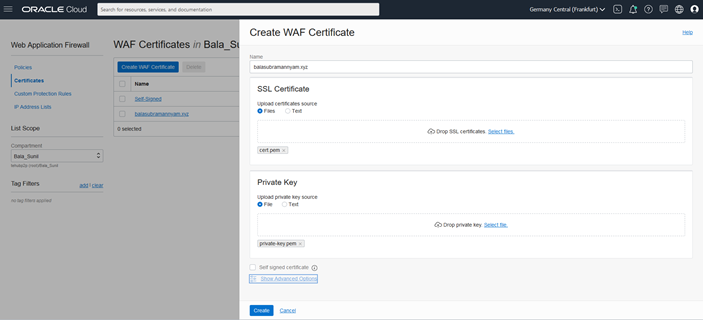 ORACLE Cloud
Search for resources, services, and documentation
Germany Central (Frankfurt)
Web Application Firewall
Policies
Certificates
Custom Protection Rules
IP Address Lists
List Scope
Compartment
Bala_Sunil
Tag Filters
add | clear
no tag filters applied
WAF Certificates in Bala_Su
Create WAF Certificate
Delete
Name
Self-Signed
balasubramannyam.xyz
0 selected
Create WAF Certificate
Help
Name
balasubramannyam.xyz
SSL Certificate
Upload certificates source
Files
Text
Drop SSL certificates. Select files.
cert.pem ×
Private Key
Upload private key source
File
Text
Drop private key. Select file.
private-key.pem ×
Self signed certificate
Show Advanced Options
Create
Cancel